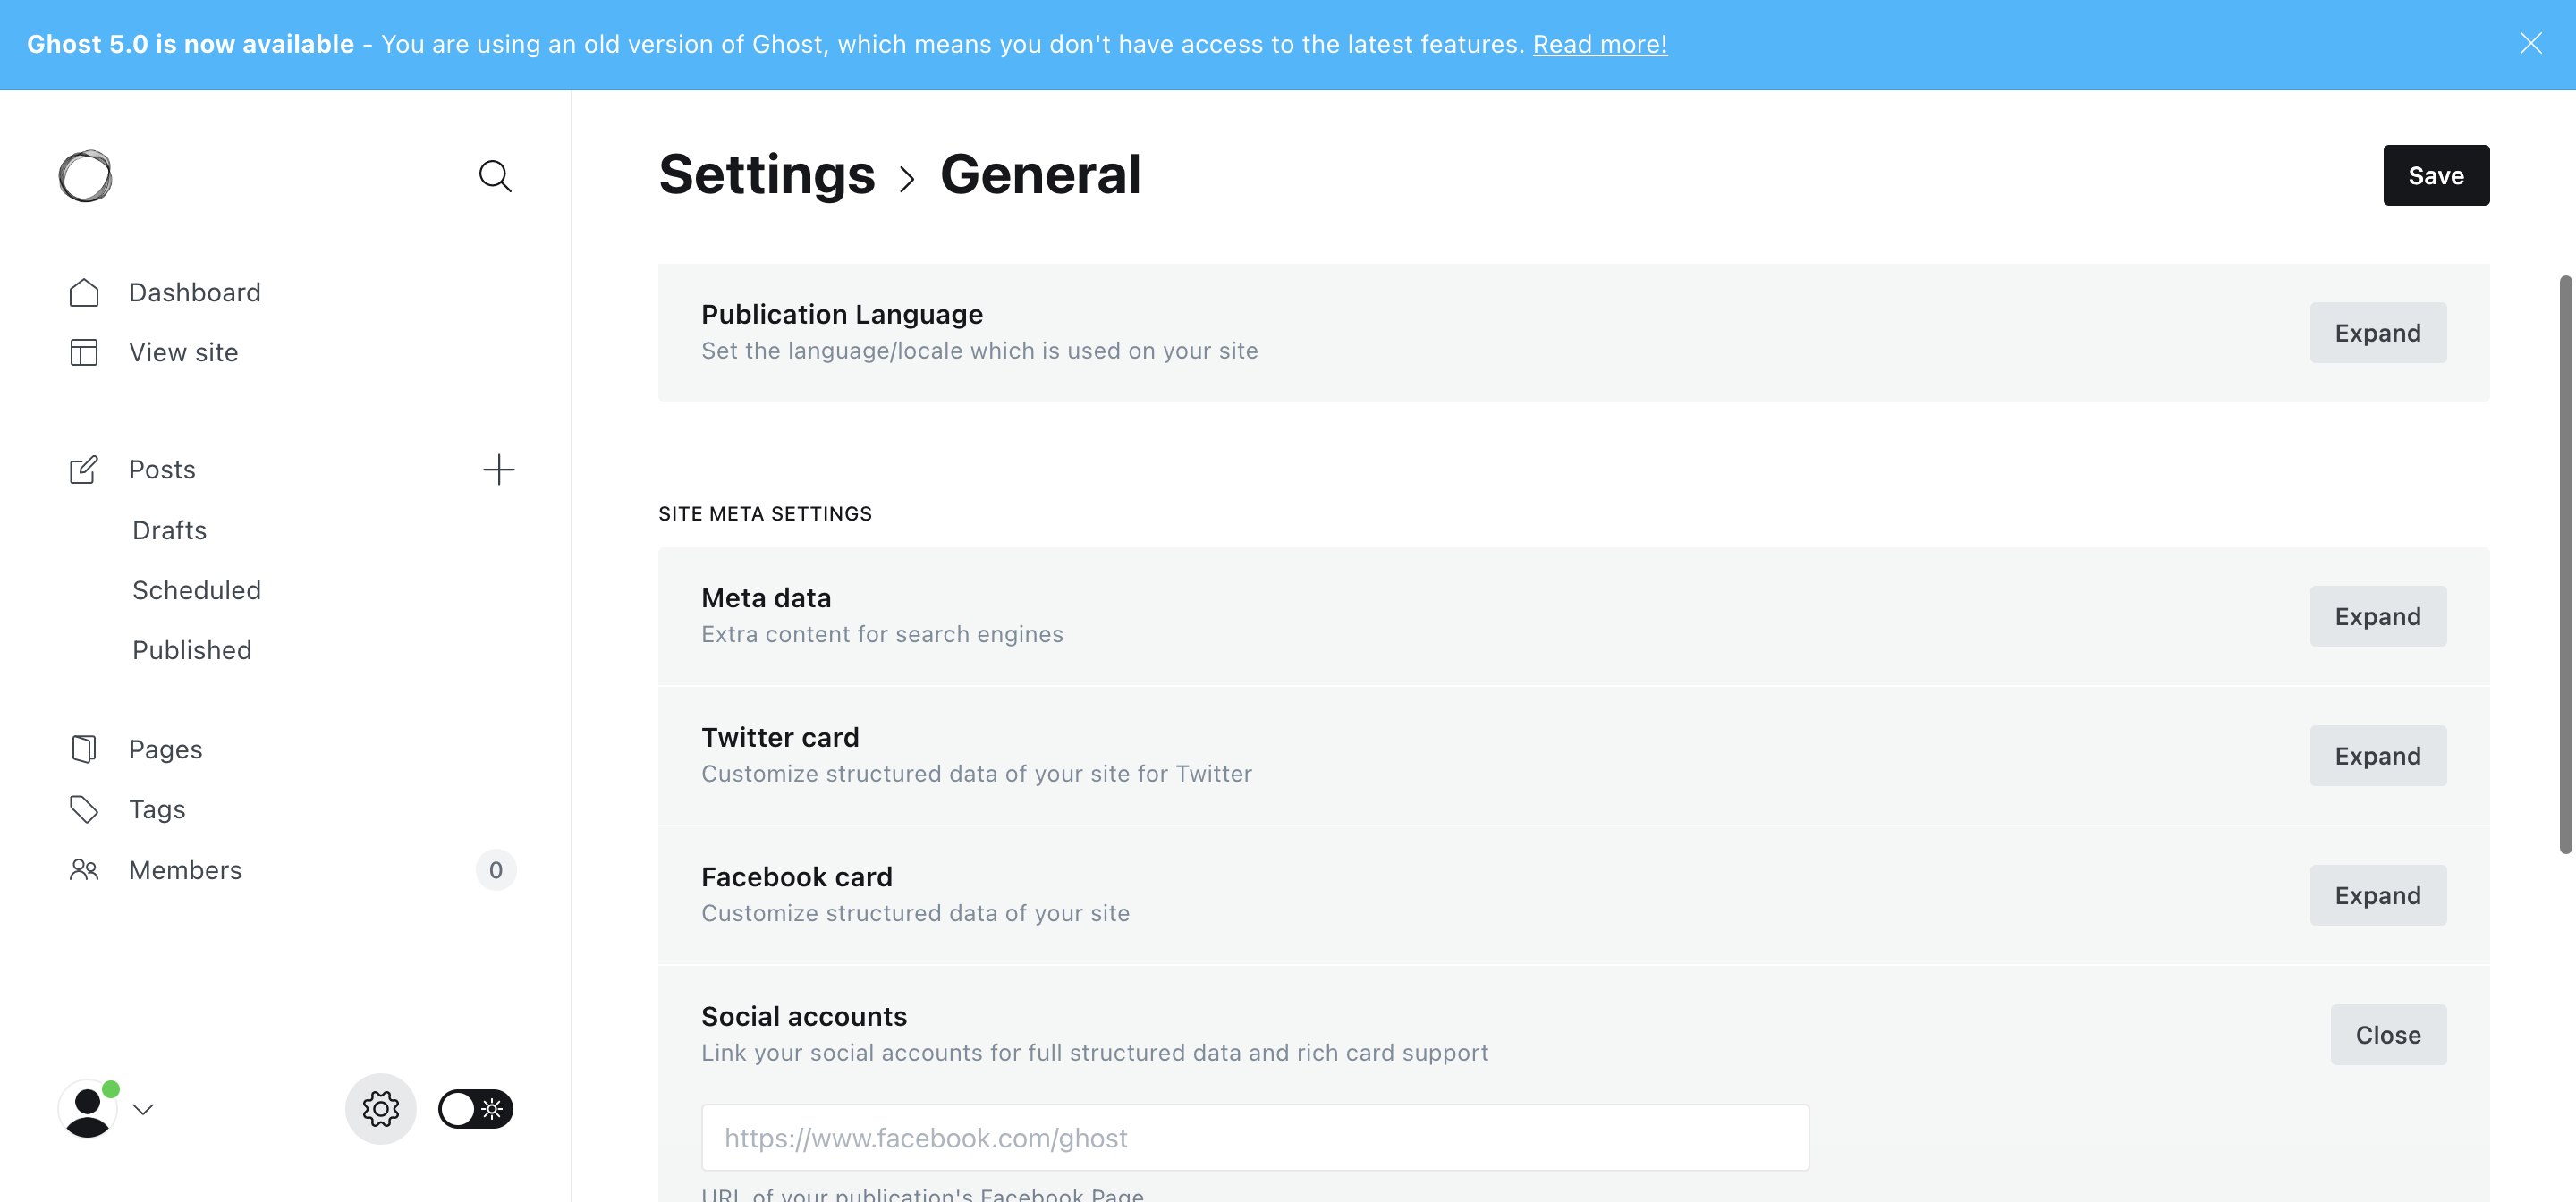 Ghost 5.0 is now available - You are using an old version of Ghost, which means you don't have access to the latest features. Read more!
Dashboard
View site
Posts
Drafts
Scheduled
Published
Pages
Tags
Members 0
Settings > General
Save
Publication Language
Set the language/locale which is used on your site
Expand
SITE META SETTINGS
Meta data
Extra content for search engines
Expand
Twitter card
Customize structured data of your site for Twitter
Expand
Facebook card
Customize structured data of your site
Expand
Social accounts
Link your social accounts for full structured data and rich card support
Close
https://www.facebook.com/ghost
URL of your publication's Facebook Page